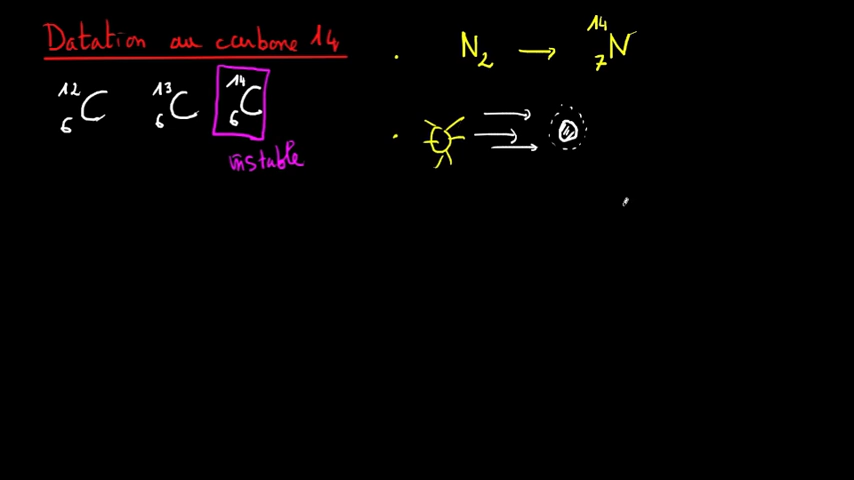 Datation au carbone 14
¹²₆C ¹³₆C ¹⁴₆C
instable
N₂ → ¹⁴₇N